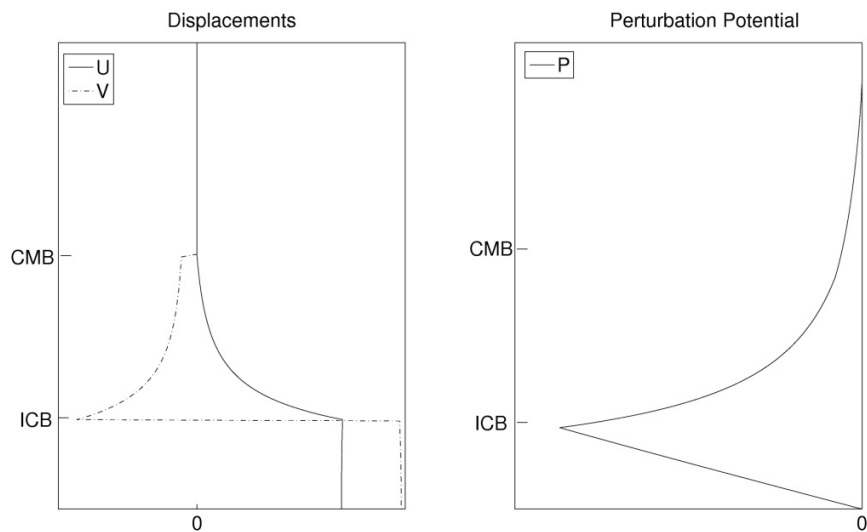 Displacements
U
V
CMB
ICB
0
Perturbation Potential
P
CMB
ICB
0